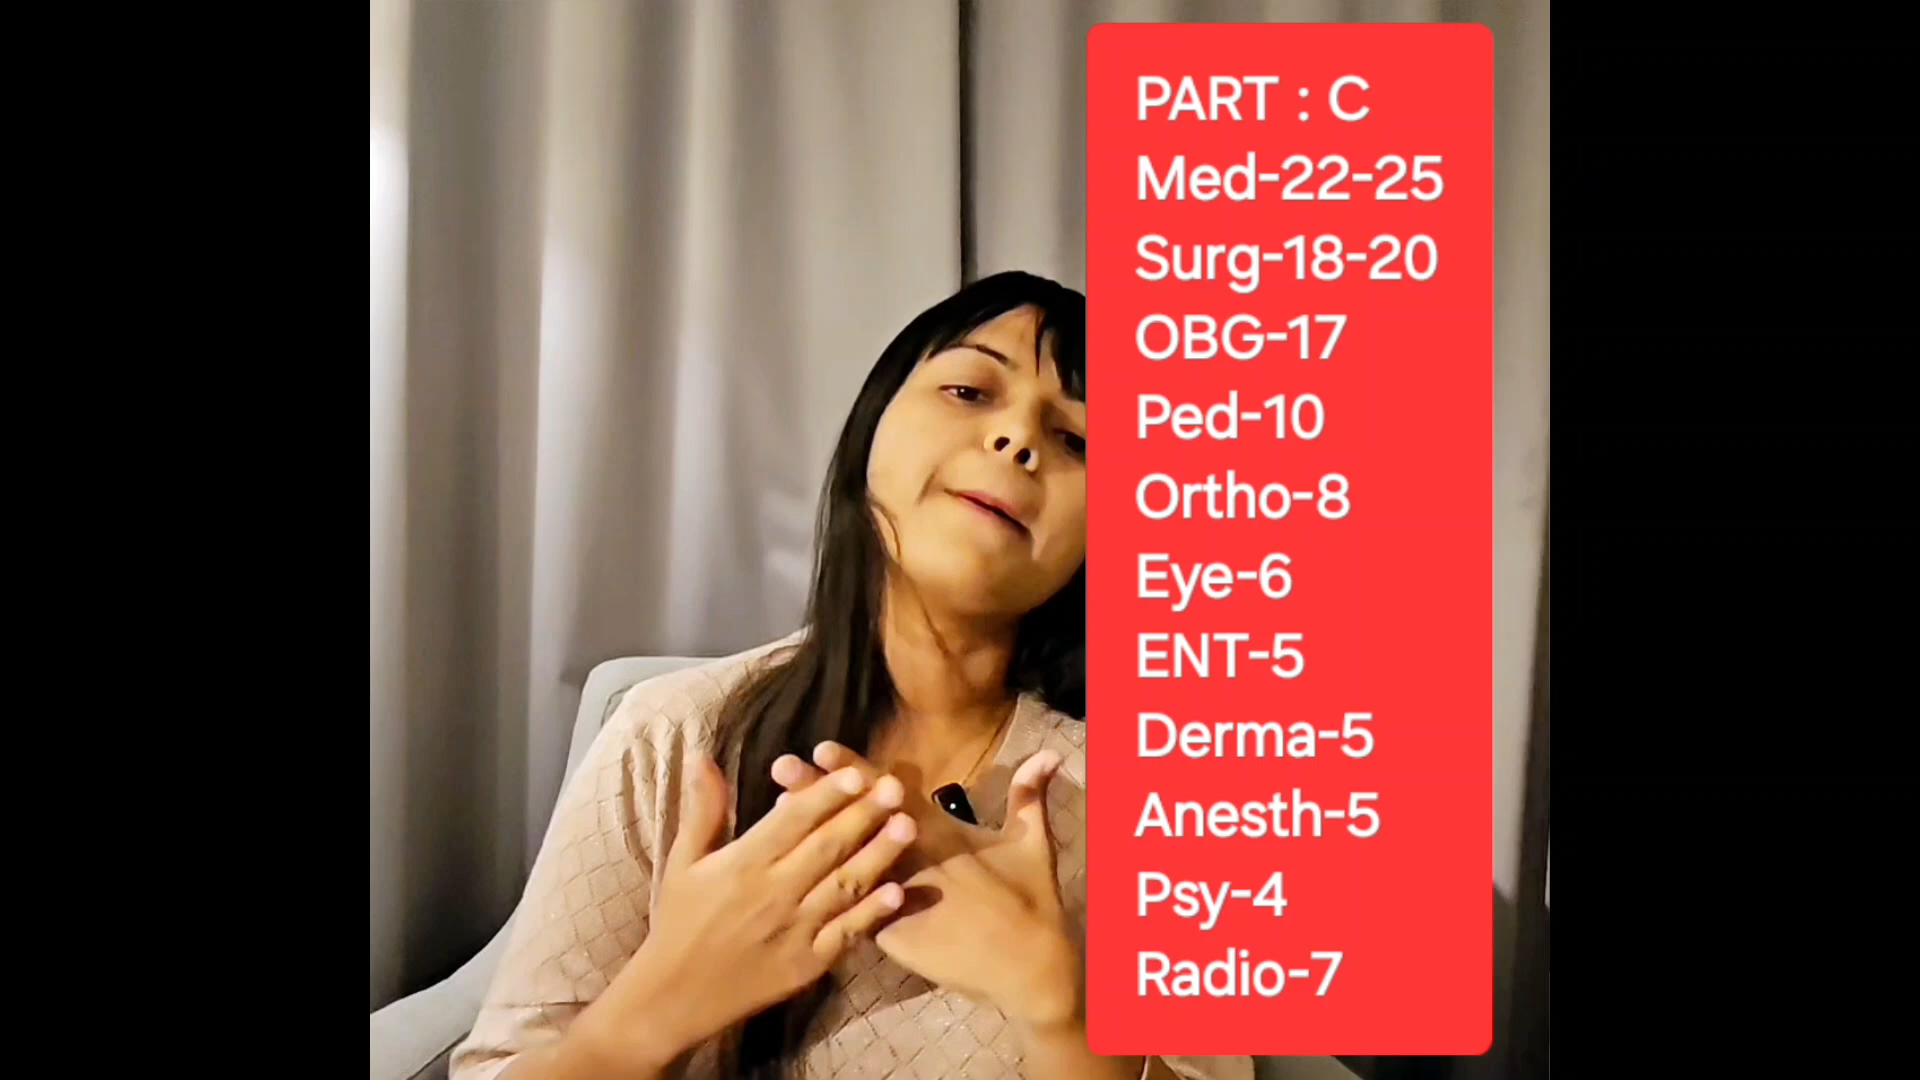 PART : C
Med-22-25
Surg-18-20
OBG-17
Ped-10
Ortho-8
Eye-6
ENT-5
Derma-5
Anesth-5
Psy-4
Radio-7